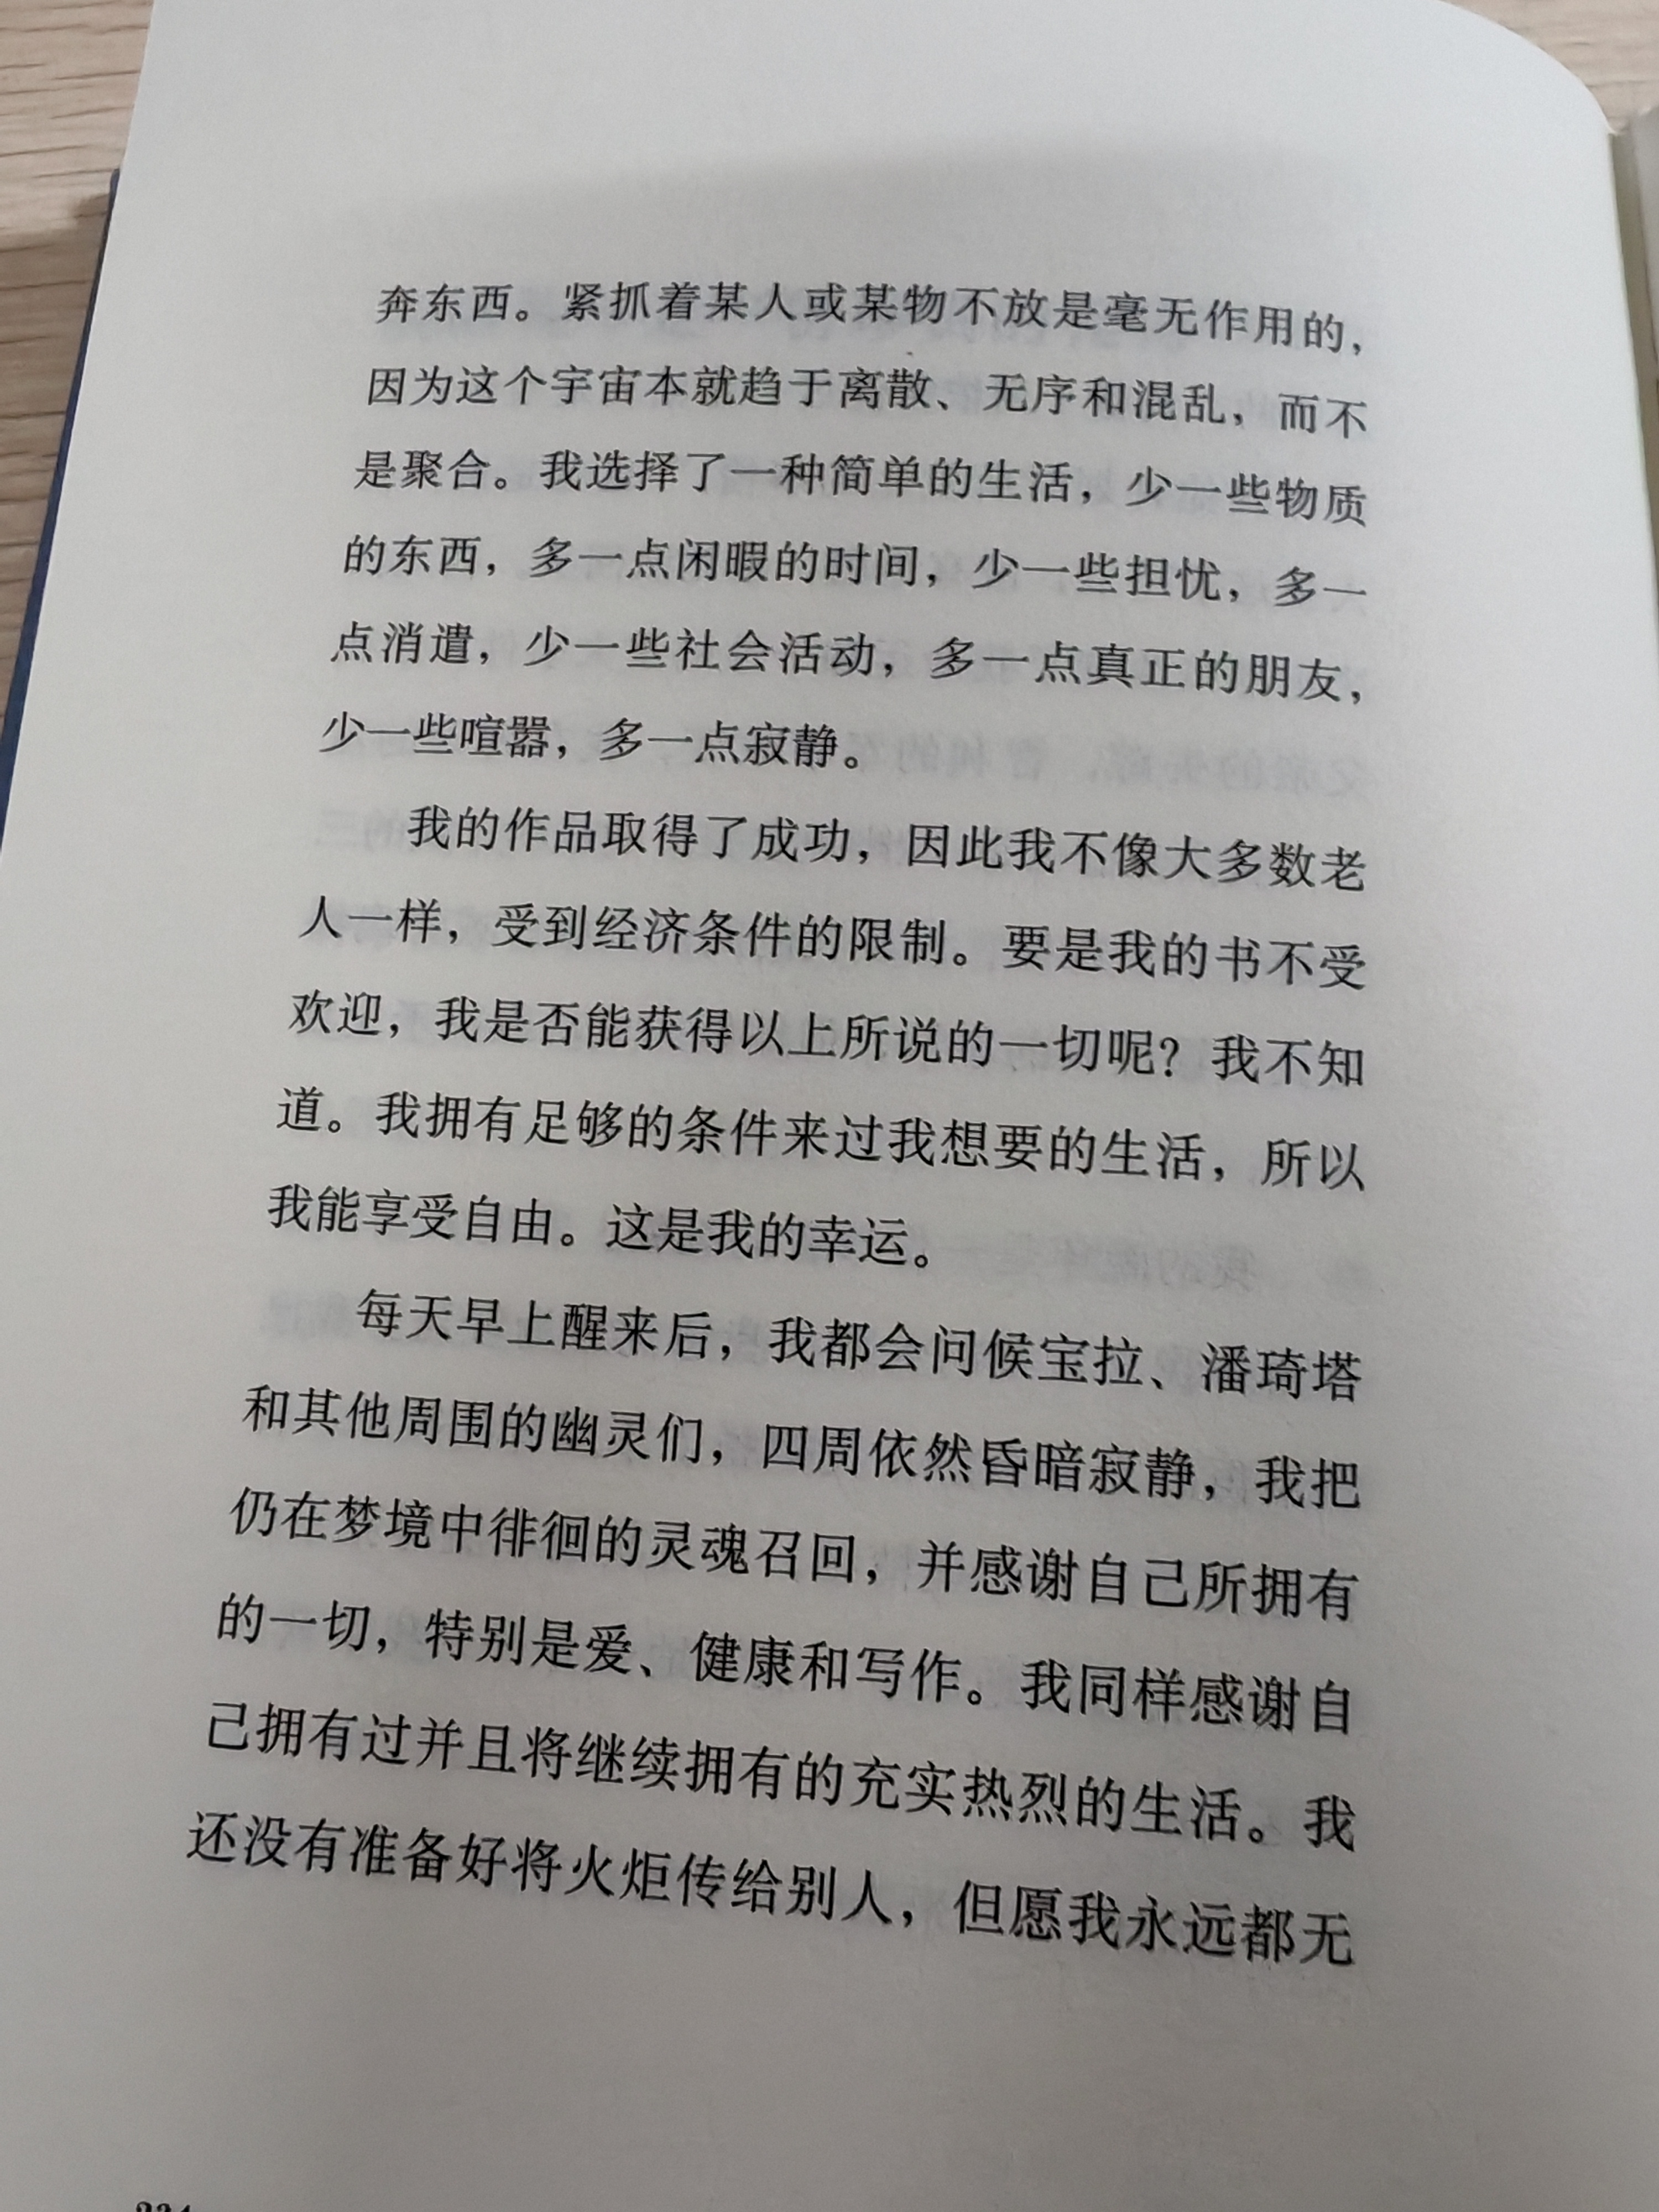 奔东西。紧抓着某人或某物不放是毫无作用的，
因为这个宇宙本就趋于离散、无序和混乱，而不
是聚合。我选择了一种简单的生活，少一些物质
的东西，多一点闲暇的时间，少一些担忧，多一
点消遣，少一些社会活动，多一点真正的朋友，
少一些喧嚣，多一点寂静。
我的作品取得了成功，因此我不像大多数老
人一样，受到经济条件的限制。要是我的书不受
欢迎，我是否能获得以上所说的一切呢？我不知
道。我拥有足够的条件来过我想要的生活，所以
我能享受自由。这是我的幸运。
每天早上醒来后，我都会问候宝拉、潘琦塔
和其他周围的幽灵们，四周依然昏暗寂静，我把
仍在梦境中徘徊的灵魂召回，并感谢自己所拥有
的一切，特别是爱、健康和写作。我同样感谢自
己拥有过并且将继续拥有的充实热烈的生活。我
还没有准备好将火炬传给别人，但愿我永远都无